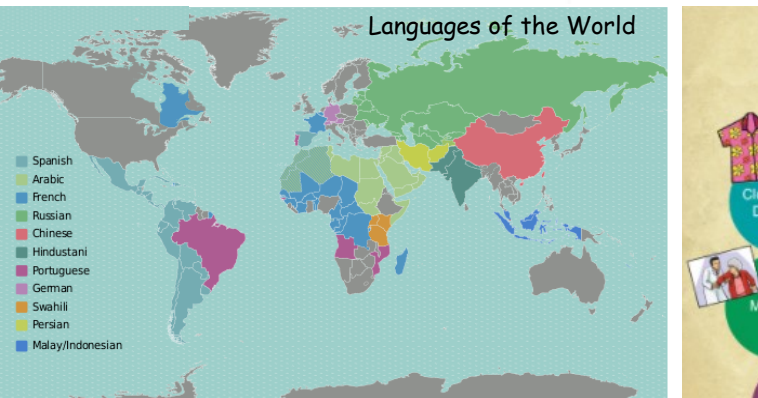 Languages of the World
Spanish
Arabic
French
Russian
Chinese
Hindustani
Portuguese
German
Swahili
Persian
Malay/Indonesian